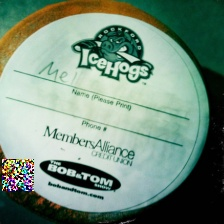 ROCKFORD
ICEHOGS
Mel
Name (Please Print)
Phone #
MembersAlliance
CREDIT UNION
THE
BOB&TOM
SHOW
bobandtom.com